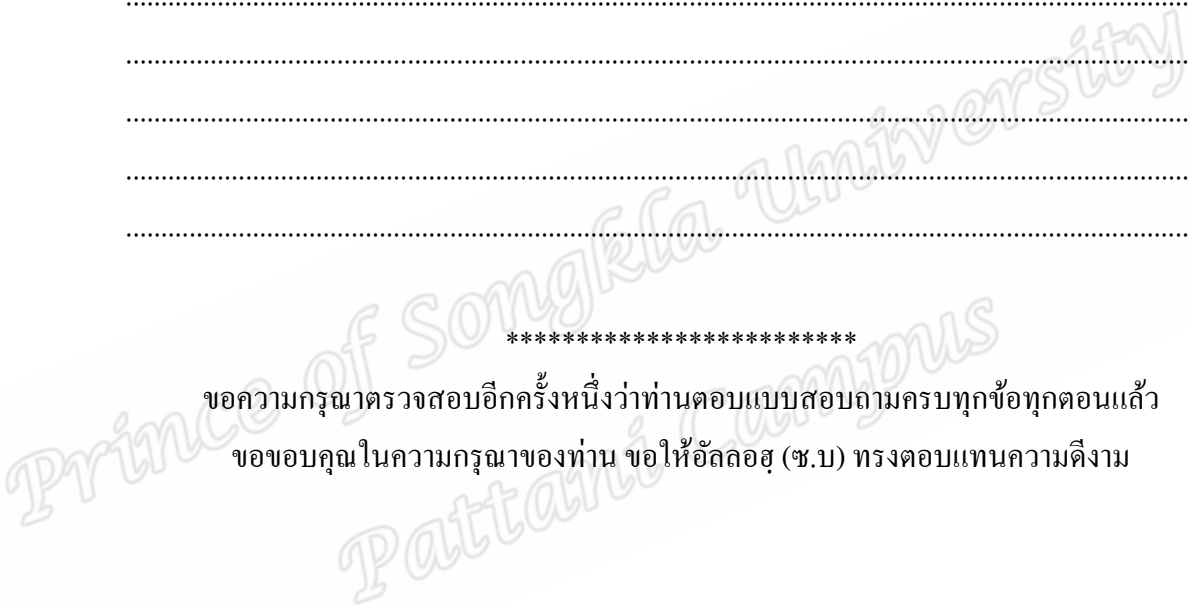 ....................................................................................................................................................
....................................................................................................................................................
....................................................................................................................................................
....................................................................................................................................................
....................................................................................................................................................
*************************
ขอความกรุณาตรวจสอบอีกครั้งหนึ่งว่าท่านตอบแบบสอบถามครบทุกข้อทุกตอนแล้ว
ขอขอบคุณในความกรุณาของท่าน ขอให้อัลลอฮฺ (ซ.บ) ทรงตอบแทนความดีงาม
Prince of Songkla University
Pattani Campus